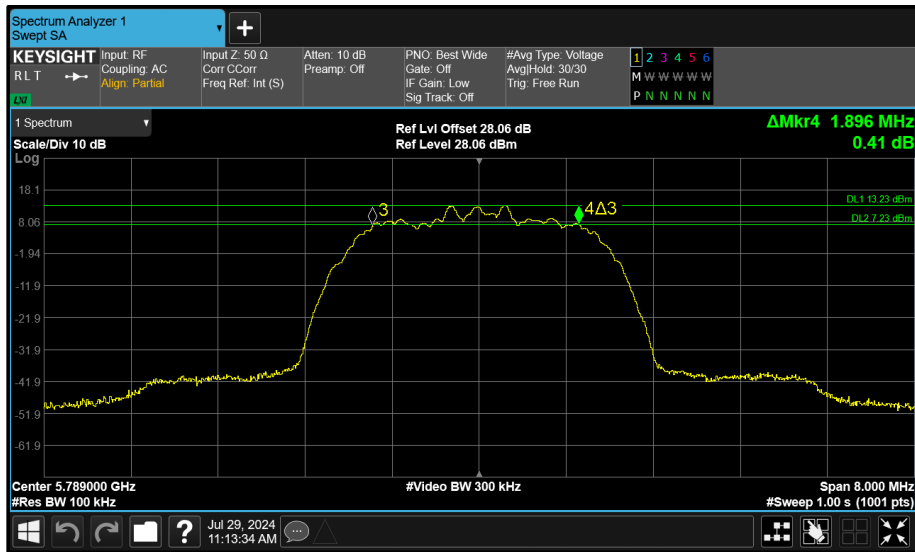 Spectrum Analyzer 1
Swept SA
KEYSIGHT
R L T
LXI
Input: RF
Coupling: AC
Align: Partial
Input Z: 50 Ω
Corr CCorr
Freq Ref: Int (S)
Atten: 10 dB
Preamp: Off
PNO: Best Wide
Gate: Off
IF Gain: Low
Sig Track: Off
#Avg Type: Voltage
Avg|Hold: 30/30
Trig: Free Run
1 2 3 4 5 6
M W W W W W
P N N N N N
1 Spectrum
Scale/Div 10 dB
Ref Lvl Offset 28.06 dB
Ref Level 28.06 dBm
ΔMkr4 1.896 MHz
0.41 dB
Log
18.1
8.06
-1.94
-11.9
-21.9
-31.9
-41.9
-51.9
-61.9
3
4Δ3
DL1 13.23 dBm
DL2 7.23 dBm
Center 5.789000 GHz
#Video BW 300 kHz
Span 8.000 MHz
#Res BW 100 kHz
#Sweep 1.00 s (1001 pts)
?
Jul 29, 2024
11:13:34 AM